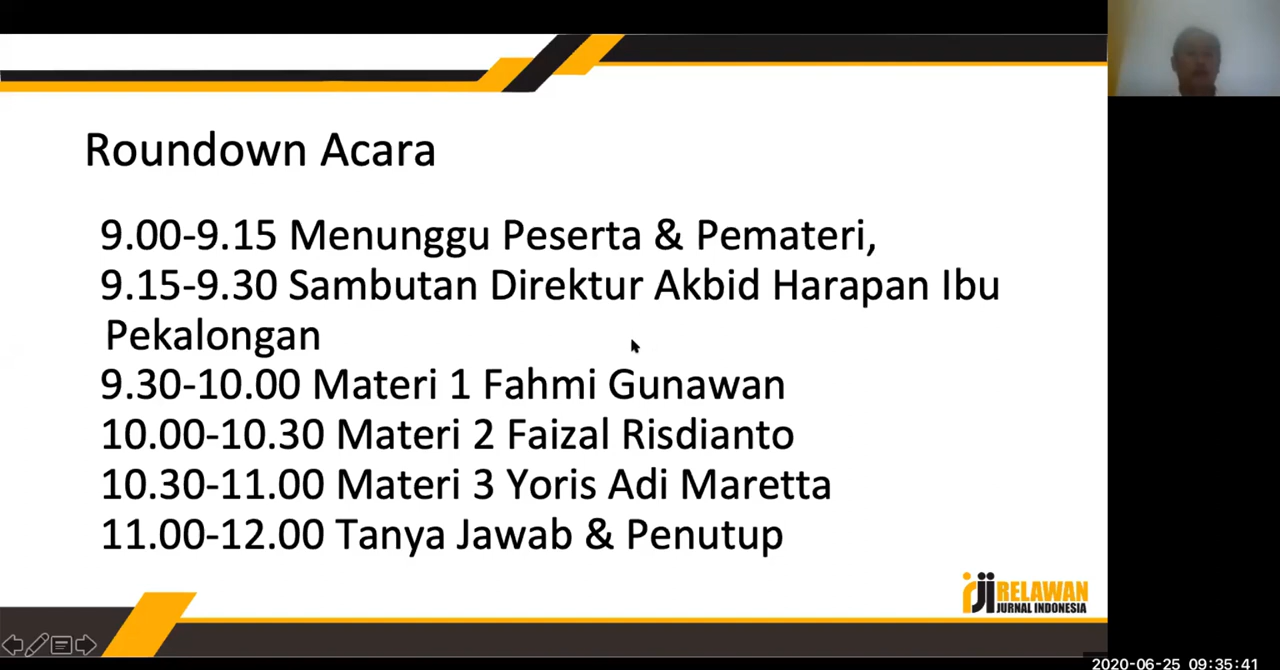 Roundown Acara
9.00-9.15 Menunggu Peserta & Pemateri,
9.15-9.30 Sambutan Direktur Akbid Harapan Ibu
Pekalongan
9.30-10.00 Materi 1 Fahmi Gunawan
10.00-10.30 Materi 2 Faizal Risdianto
10.30-11.00 Materi 3 Yoris Adi Maretta
11.00-12.00 Tanya Jawab & Penutup
rji RELAWAN
JURNAL INDONESIA
2020-06-25 09:35:41